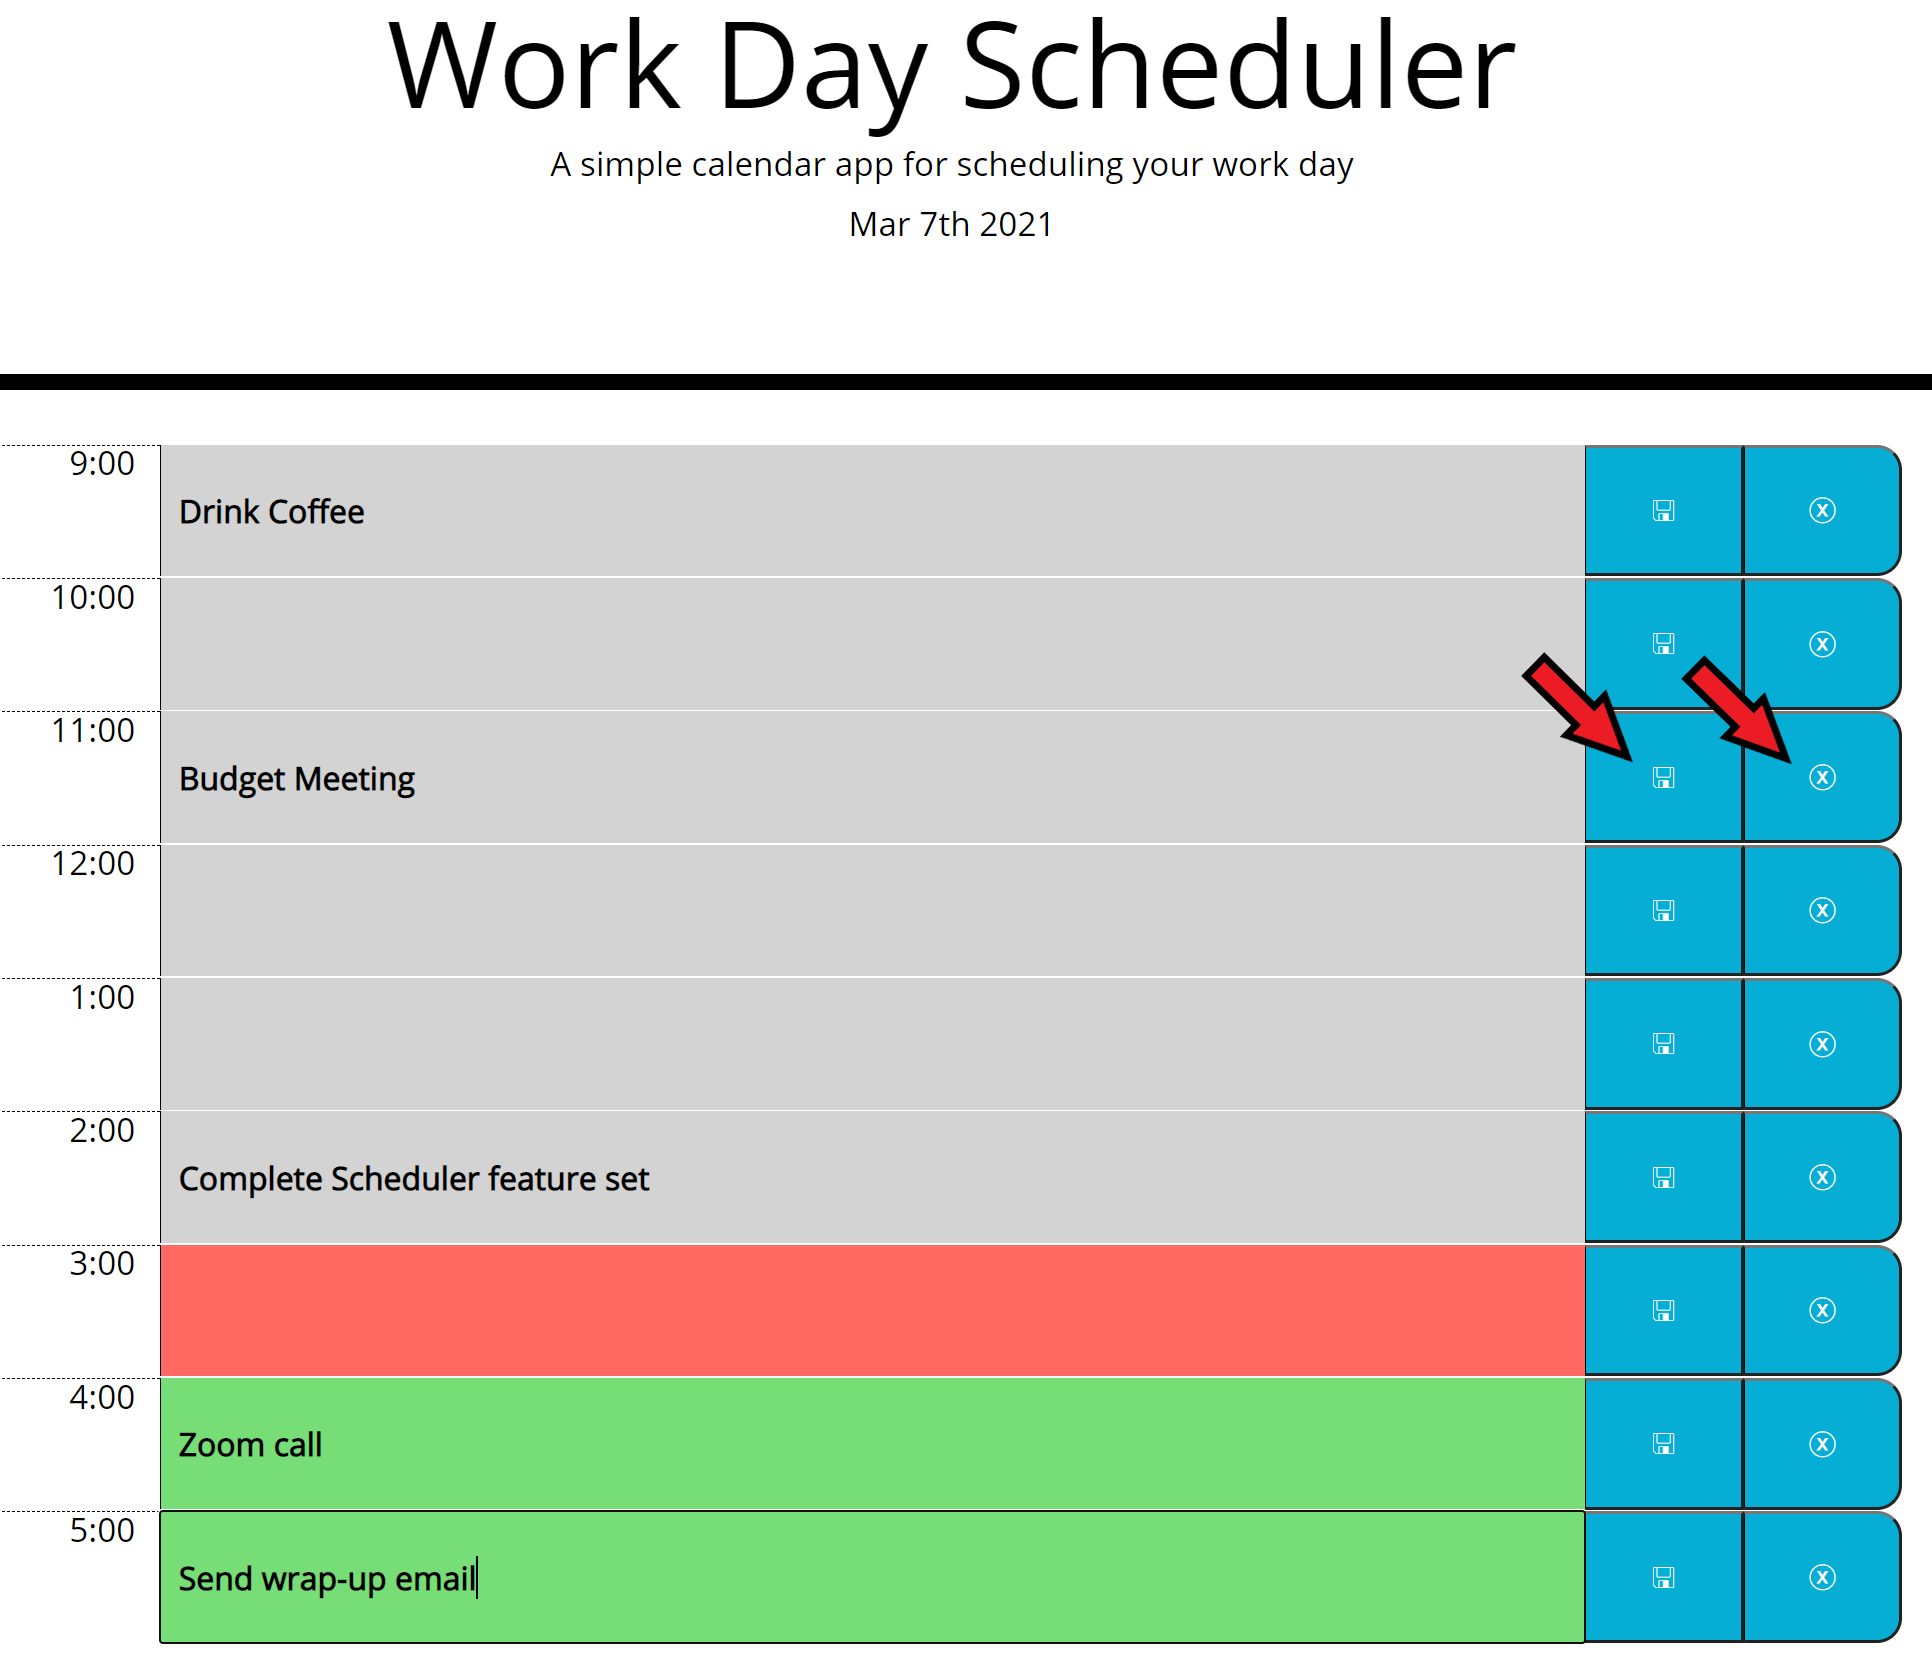 Work Day Scheduler
A simple calendar app for scheduling your work day
Mar 7th 2021
9:00
Drink Coffee
10:00
11:00
Budget Meeting
12:00
1:00
2:00
Complete Scheduler feature set
3:00
4:00
Zoom call
5:00
Send wrap-up email